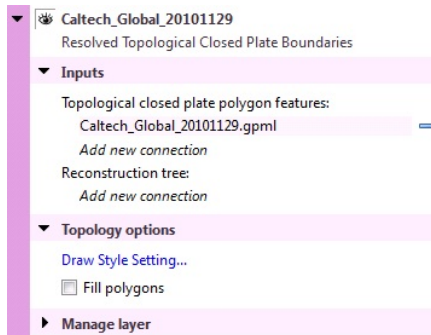 Caltech_Global_20101129
Resolved Topological Closed Plate Boundaries
Inputs
Topological closed plate polygon features:
Caltech_Global_20101129.gpml
Add new connection
Reconstruction tree:
Add new connection
Topology options
Draw Style Setting...
Fill polygons
Manage layer